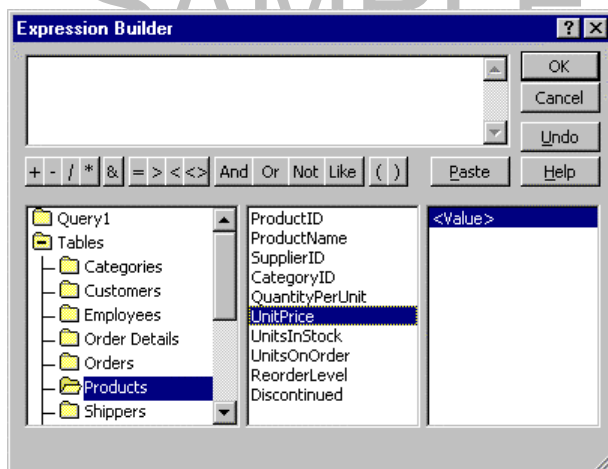 SAMPLE
Expression Builder
OK
Cancel
Undo
+ - / * & = > < <> And Or Not Like ( ) Paste Help
Query1
Tables
Categories
Customers
Employees
Order Details
Orders
Products
Shippers
ProductID
ProductName
SupplierID
CategoryID
QuantityPerUnit
UnitPrice
UnitsInStock
UnitsOnOrder
ReorderLevel
Discontinued
<Value>